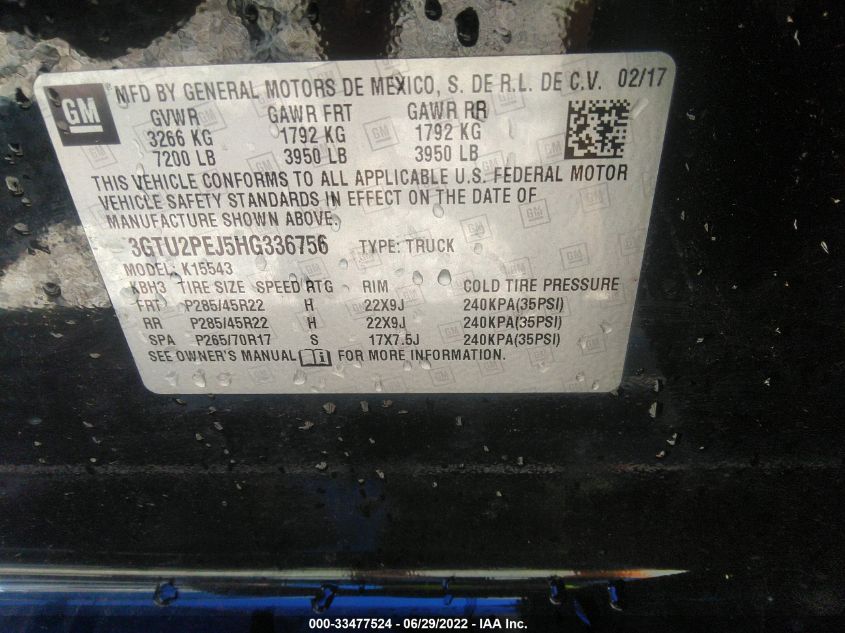 GM
MFD BY GENERAL MOTORS DE MEXICO, S. DE R.L. DE C.V. 02/17
GVWR GAWR FRT GAWR RR
3266 KG 1792 KG 1792 KG
7200 LB 3950 LB 3950 LB
THIS VEHICLE CONFORMS TO ALL APPLICABLE U.S. FEDERAL MOTOR
VEHICLE SAFETY STANDARDS IN EFFECT ON THE DATE OF
MANUFACTURE SHOWN ABOVE.
3GTU2PEJ5HG336756 TYPE: TRUCK
MODEL: K15543
KBH3 TIRE SIZE SPEED RTG RIM COLD TIRE PRESSURE
FRT P285/45R22 H 22X9J 240KPA(35PSI)
RR P285/45R22 H 22X9J 240KPA(35PSI)
SPA P265/70R17 S 17X7.5J 240KPA(35PSI)
SEE OWNER'S MANUAL FOR MORE INFORMATION.
000-33477524 - 06/29/2022 - IAA Inc.